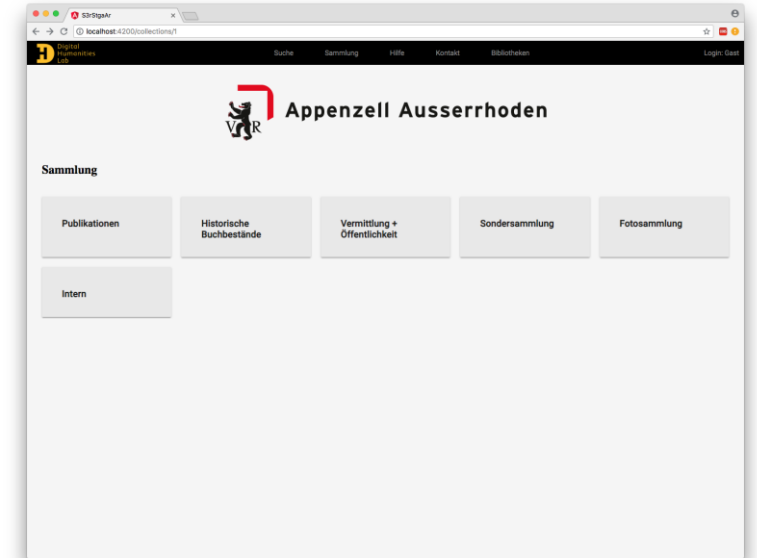 S3rStgaAr
localhost:4200/collections/1
Digital
Humanities
Lab
Suche Sammlung Hilfe Kontakt Bibliotheken Login: Gast
VR Appenzell Ausserrhoden
Sammlung
Publikationen
Historische
Buchbestände
Vermittlung +
Öffentlichkeit
Sondersammlung
Fotosammlung
Intern